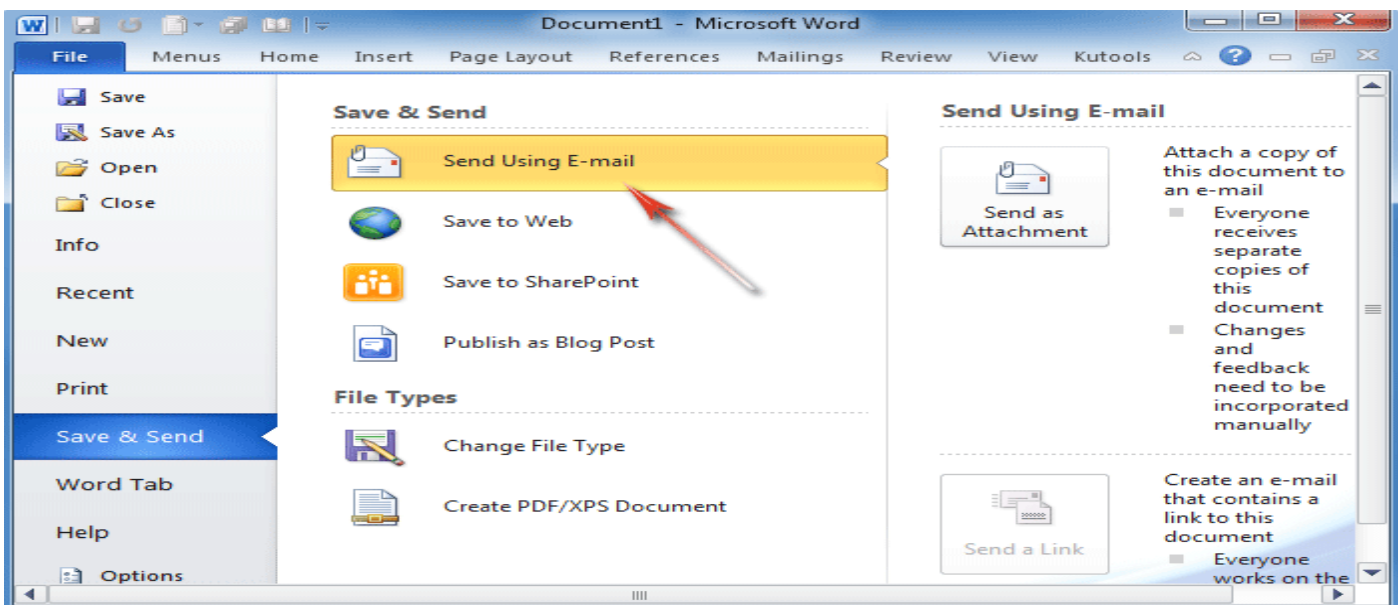 Document1 - Microsoft Word
File Menus Home Insert Page Layout References Mailings Review View Kutools
Save
Save As
Open
Close
Info
Recent
New
Print
Save & Send
Word Tab
Help
Options
Save & Send
Send Using E-mail
Save to Web
Save to SharePoint
Publish as Blog Post
File Types
Change File Type
Create PDF/XPS Document
Send Using E-mail
Send as
Attachment
Attach a copy of
this document to
an e-mail
Everyone
receives
separate
copies of
this
document
Changes
and
feedback
need to be
incorporated
manually
Send a Link
Create an e-mail
that contains a
link to this
document
Everyone
works on the